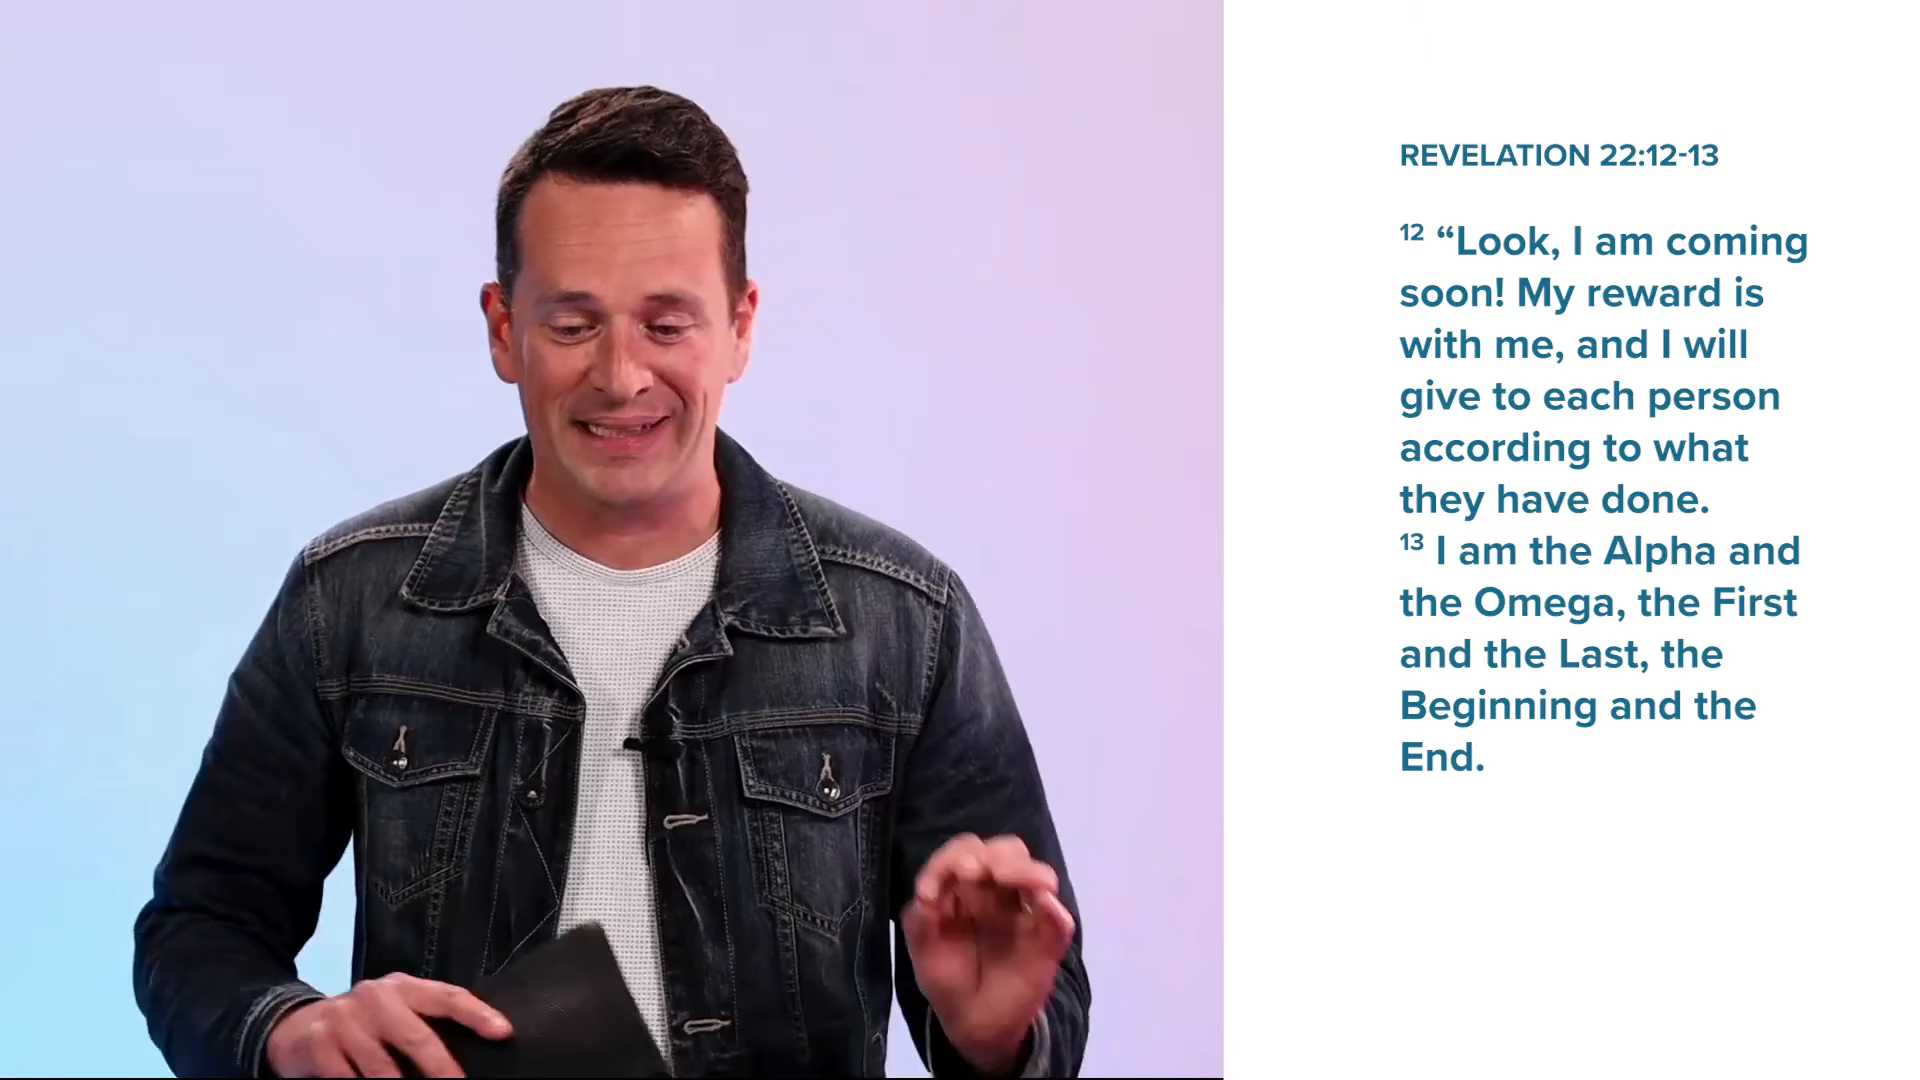 REVELATION 22:12-13
12 “Look, I am coming
soon! My reward is
with me, and I will
give to each person
according to what
they have done.
13 I am the Alpha and
the Omega, the First
and the Last, the
Beginning and the
End.